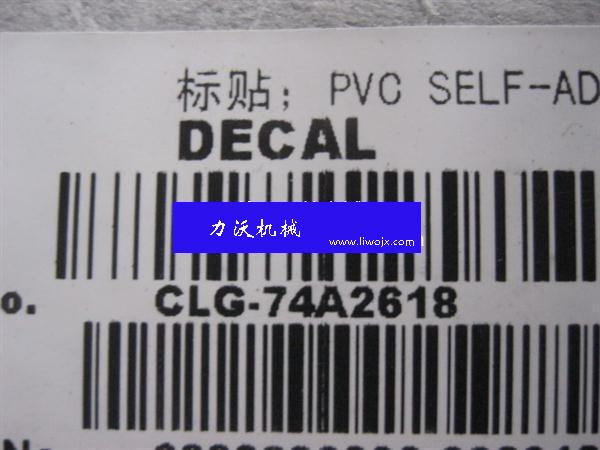 标贴；PVC SELF-AD
DECAL
力沃机械
www.liwojx.com
o. CLG-74A2618